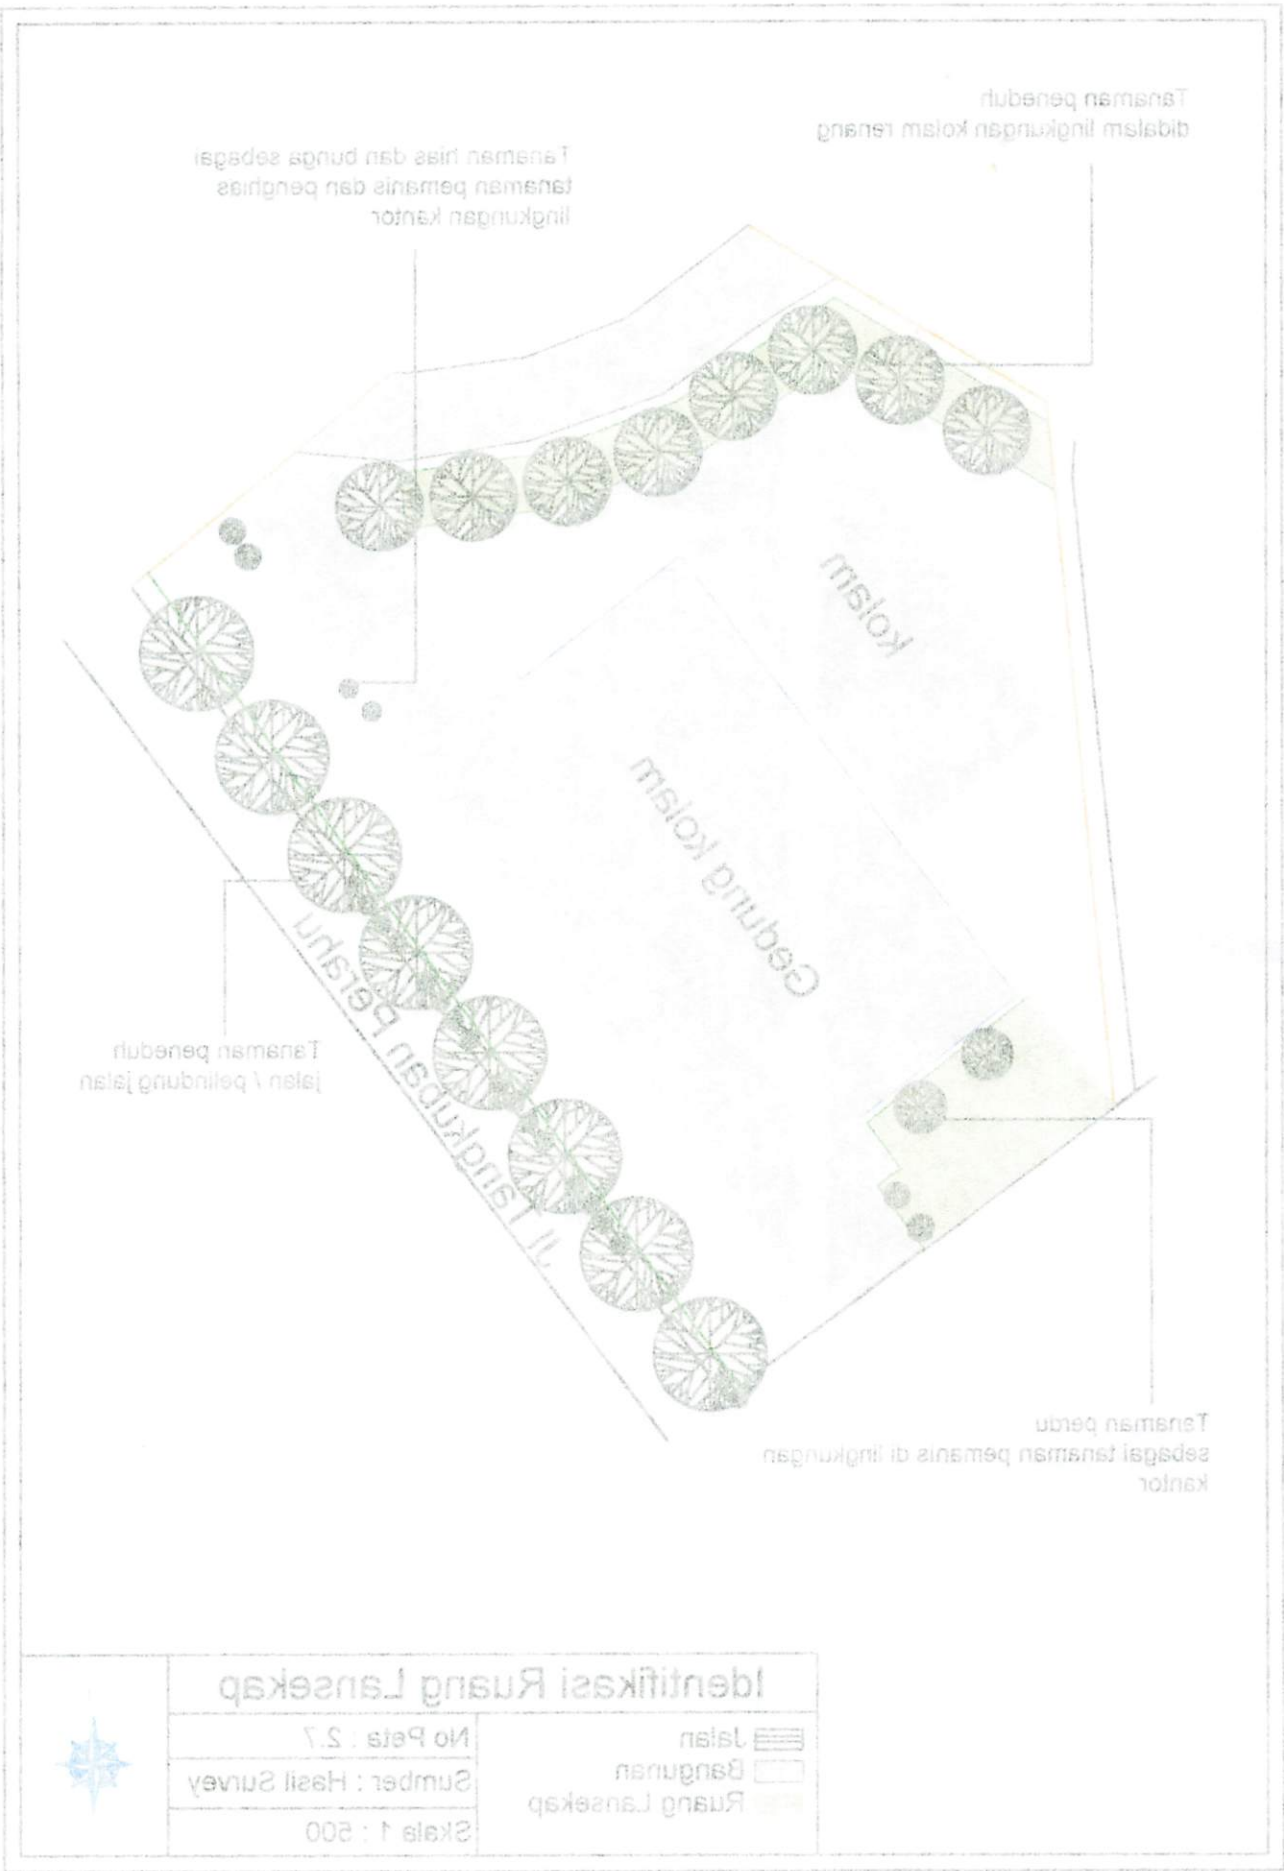 Tanaman peneduh
didalam lingkungan kolam renang
Tanaman hias dan bunga sebagai
tanaman pemanis dan penghias
lingkungan kantor
kolam
Gedung kolam
Jl Tangkuban Perahu
Tanaman peneduh
jalan / pelindung jalan
Tanaman perdu
sebagai tanaman pemanis di lingkungan
kantor
Identifikasi Ruang Lansekap
Jalan
Bangunan
Ruang Lansekap
No Peta : 2.7
Sumber : Hasil Survey
Skala 1 : 500